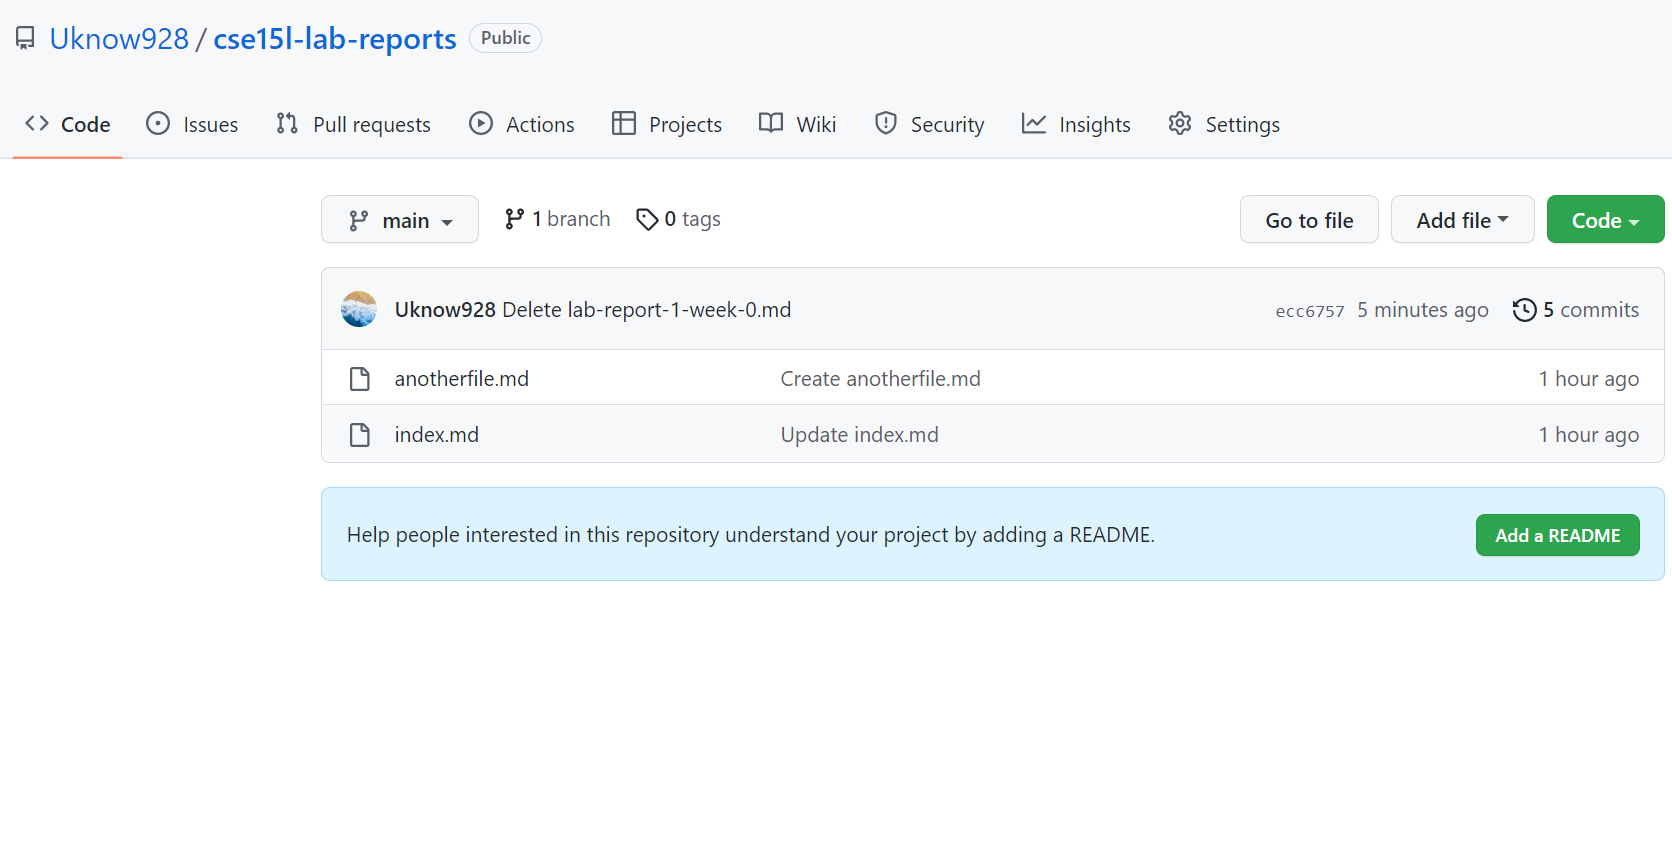 Uknow928 / cse15l-lab-reports Public
Code Issues Pull requests Actions Projects Wiki Security Insights Settings
main 1 branch 0 tags Go to file Add file Code
Uknow928 Delete lab-report-1-week-0.md ecc6757 5 minutes ago 5 commits
anotherfile.md Create anotherfile.md 1 hour ago
index.md Update index.md 1 hour ago
Help people interested in this repository understand your project by adding a README. Add a README